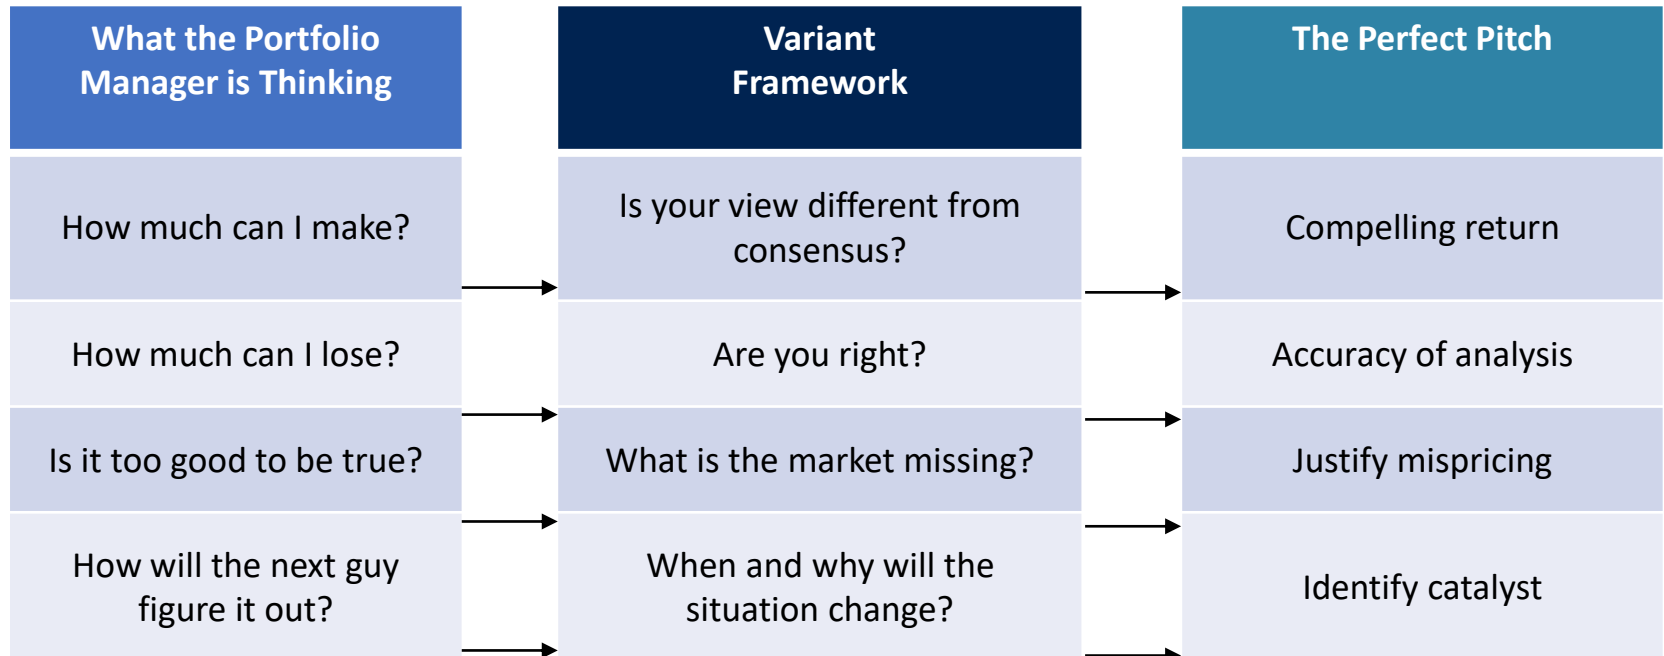 What the Portfolio
Manager is Thinking
Variant
Framework
The Perfect Pitch
How much can I make?
Is your view different from
consensus?
Compelling return
How much can I lose?
Are you right?
Accuracy of analysis
Is it too good to be true?
What is the market missing?
Justify mispricing
How will the next guy
figure it out?
When and why will the
situation change?
Identify catalyst